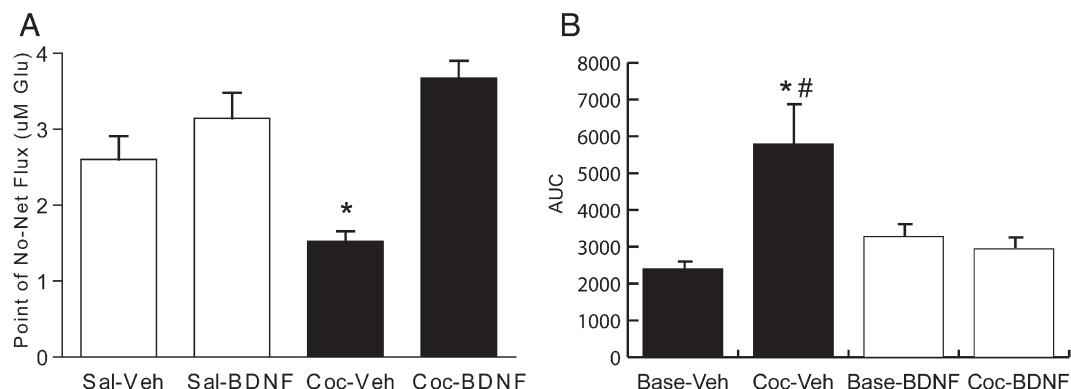 A
Point of No-Net Flux (uM Glu)
4
3
2
1
0
*
Sal-Veh Sal-BDNF Coc-Veh Coc-BDNF
B
AUC
8000
7000
6000
5000
4000
3000
2000
1000
0
* #
Base-Veh Coc-Veh Base-BDNF Coc-BDNF